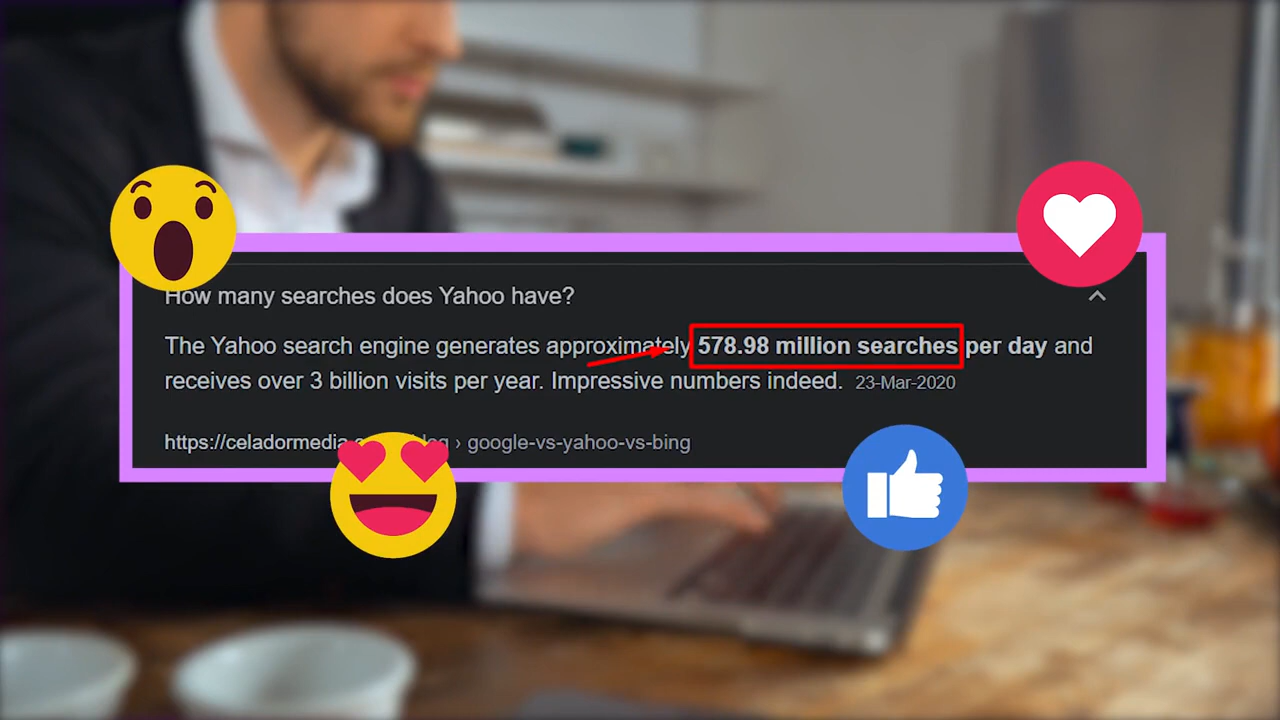 How many searches does Yahoo have?
The Yahoo search engine generates approximately 578.98 million searches per day and
receives over 3 billion visits per year. Impressive numbers indeed. 23-Mar-2020
https://celadormedia › google-vs-yahoo-vs-bing